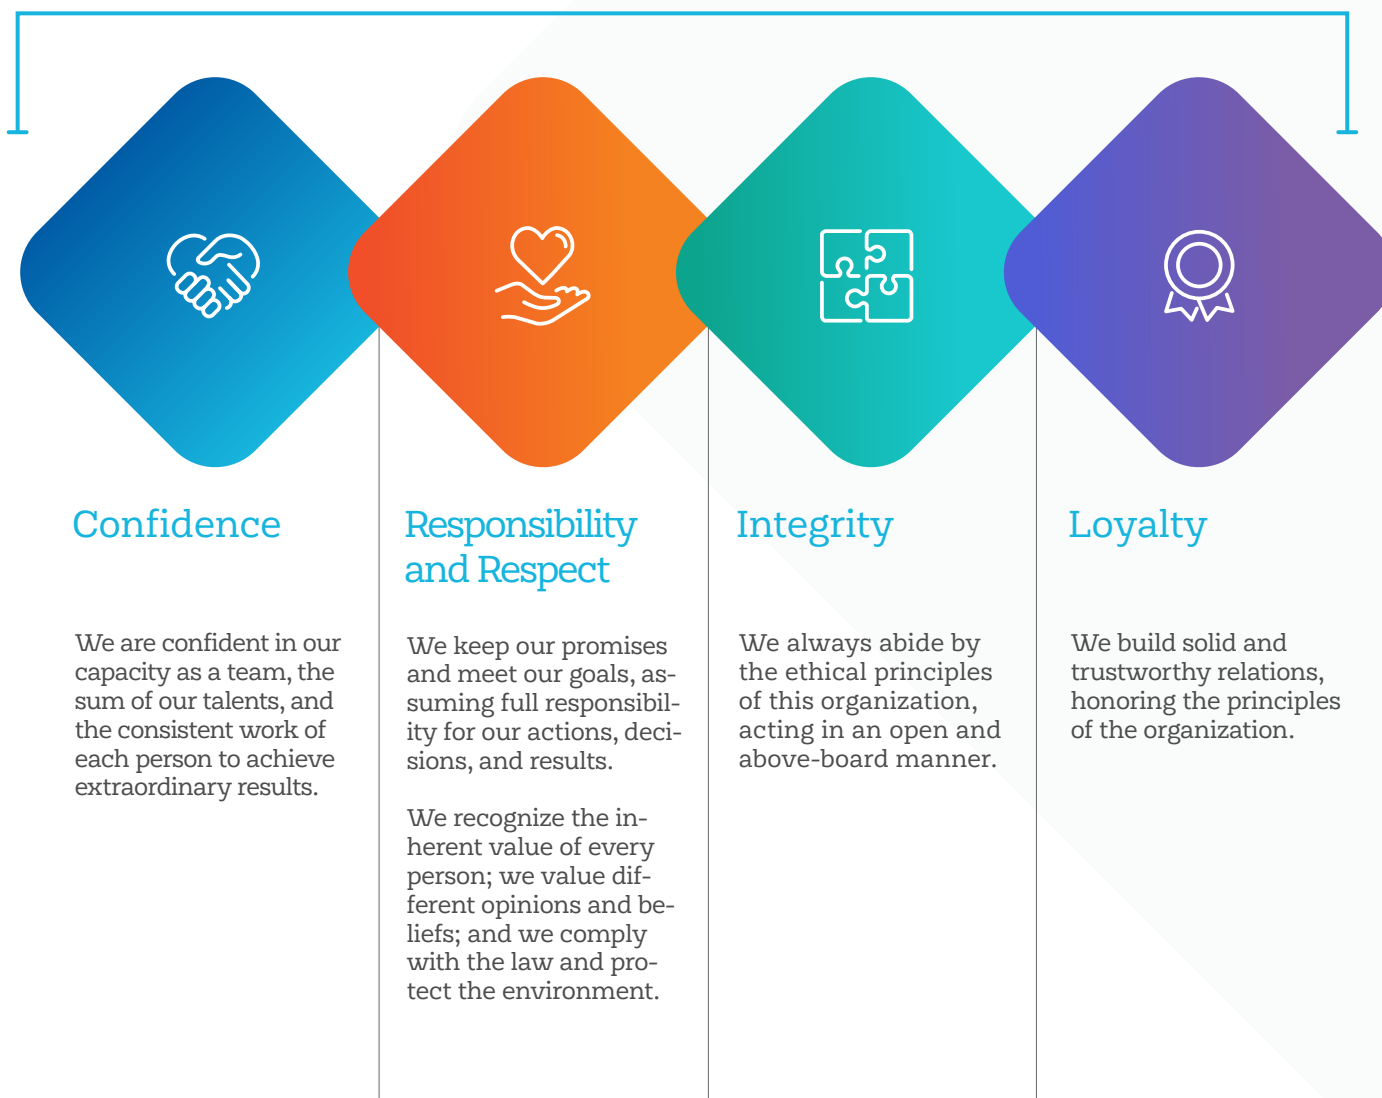 Confidence
We are confident in our
capacity as a team, the
sum of our talents, and
the consistent work of
each person to achieve
extraordinary results.
Responsibility
and Respect
We keep our promises
and meet our goals, as-
suming full responsibil-
ity for our actions, deci-
sions, and results.
We recognize the in-
herent value of every
person; we value dif-
ferent opinions and be-
liefs; and we comply
with the law and pro-
tect the environment.
Integrity
We always abide by
the ethical principles
of this organization,
acting in an open and
above-board manner.
Loyalty
We build solid and
trustworthy relations,
honoring the principles
of the organization.